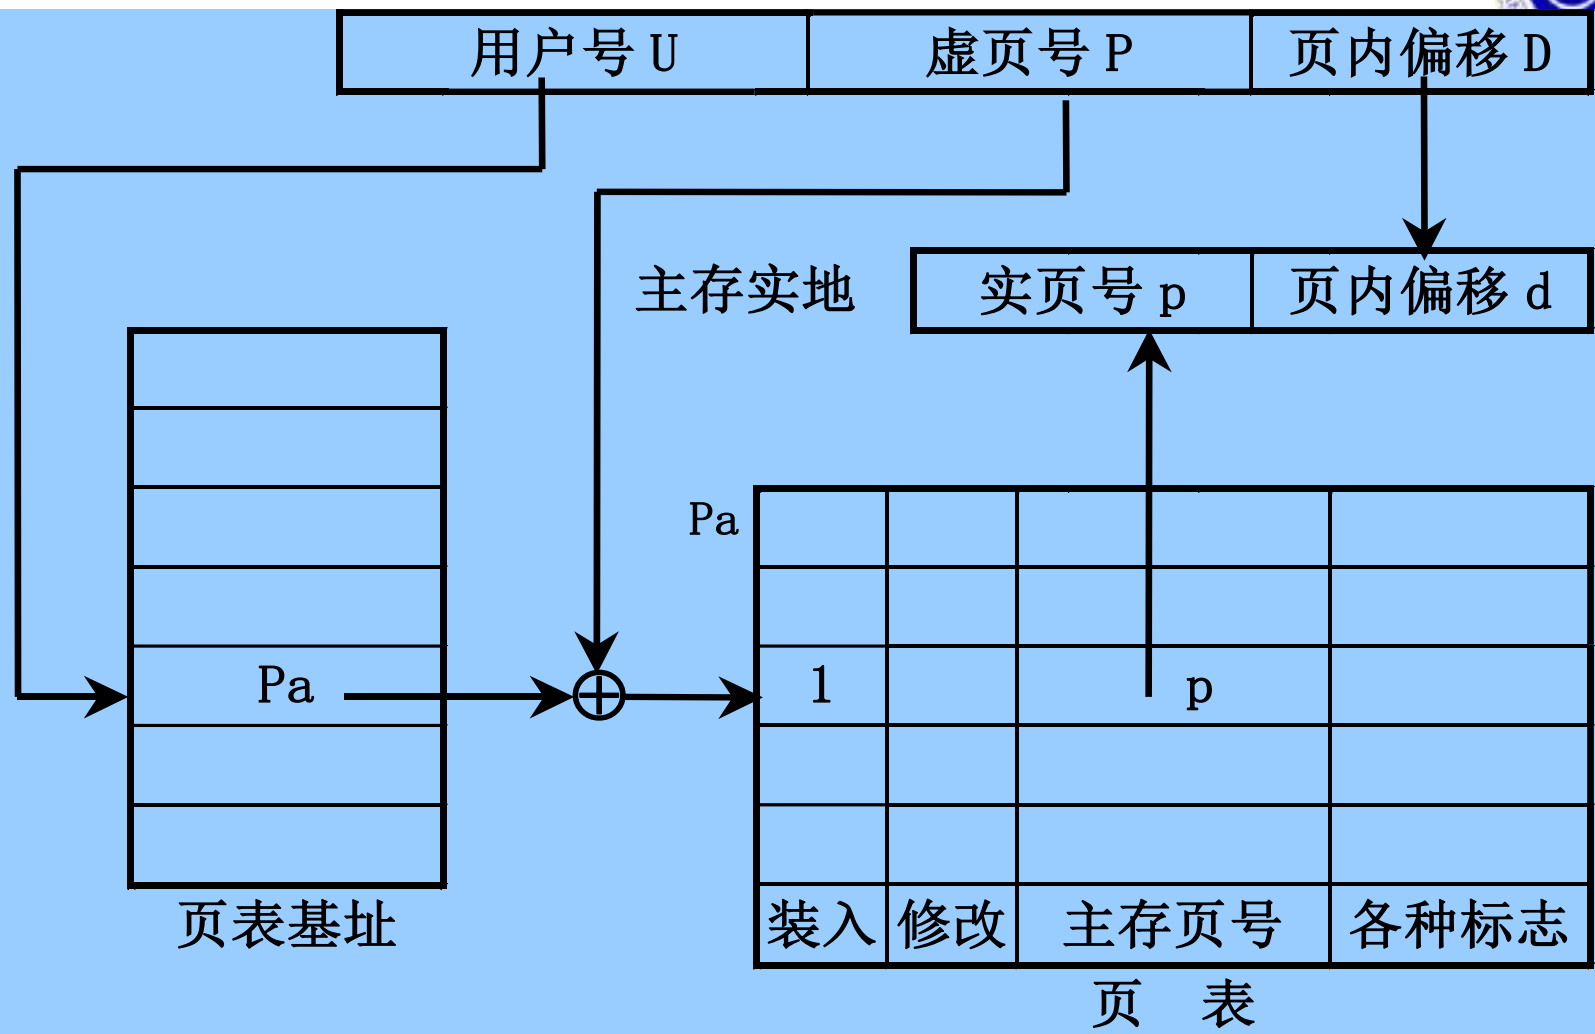 用户号 U 虚页号 P 页内偏移 D
主存实地 实页号 p 页内偏移 d
Pa
Pa 1 p
页表基址 装入 修改 主存页号 各种标志
页 表